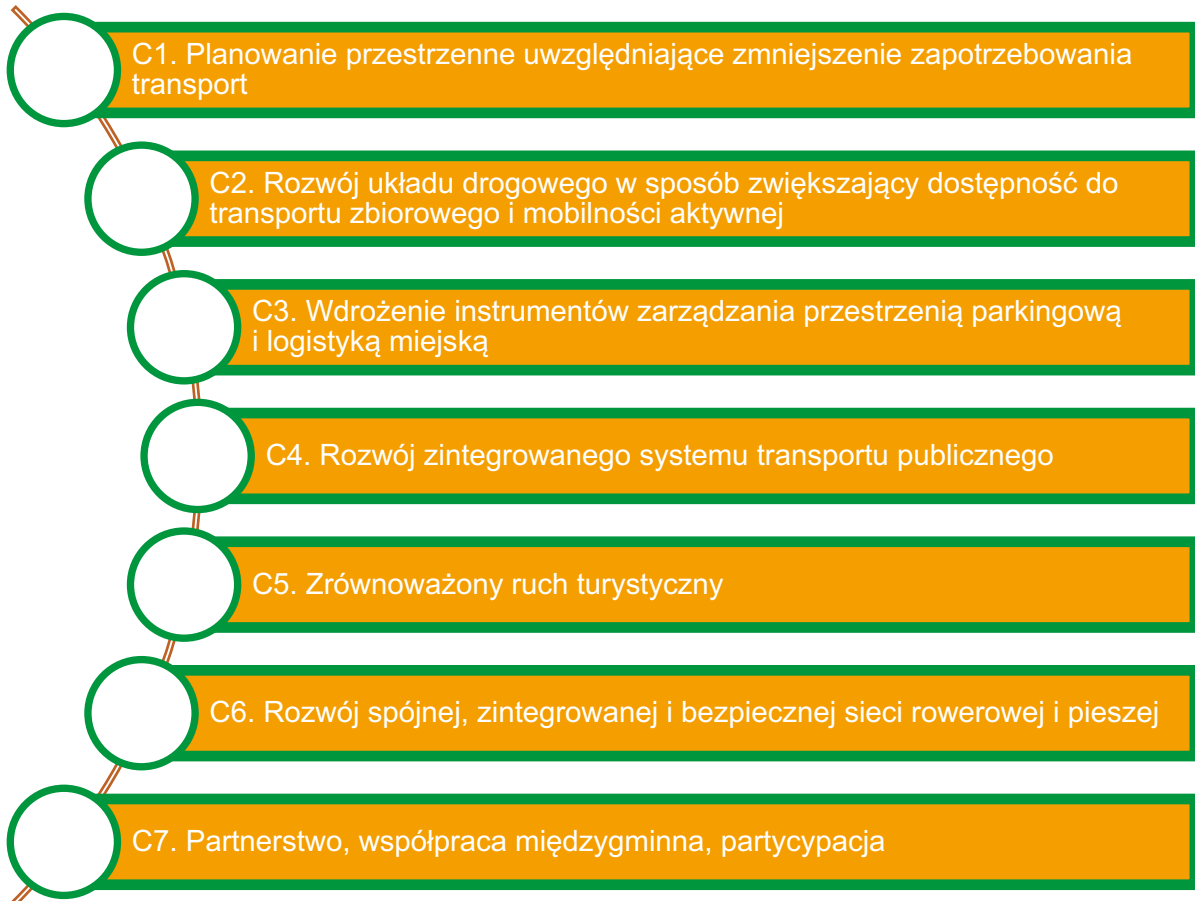 C1. Planowanie przestrzenne uwzględniające zmniejszenie zapotrzebowania
transport
C2. Rozwój układu drogowego w sposób zwiększający dostępność do
transportu zbiorowego i mobilności aktywnej
C3. Wdrożenie instrumentów zarządzania przestrzenią parkingową
i logistyką miejską
C4. Rozwój zintegrowanego systemu transportu publicznego
C5. Zrównoważony ruch turystyczny
C6. Rozwój spójnej, zintegrowanej i bezpiecznej sieci rowerowej i pieszej
C7. Partnerstwo, współpraca międzygminna, partycypacja